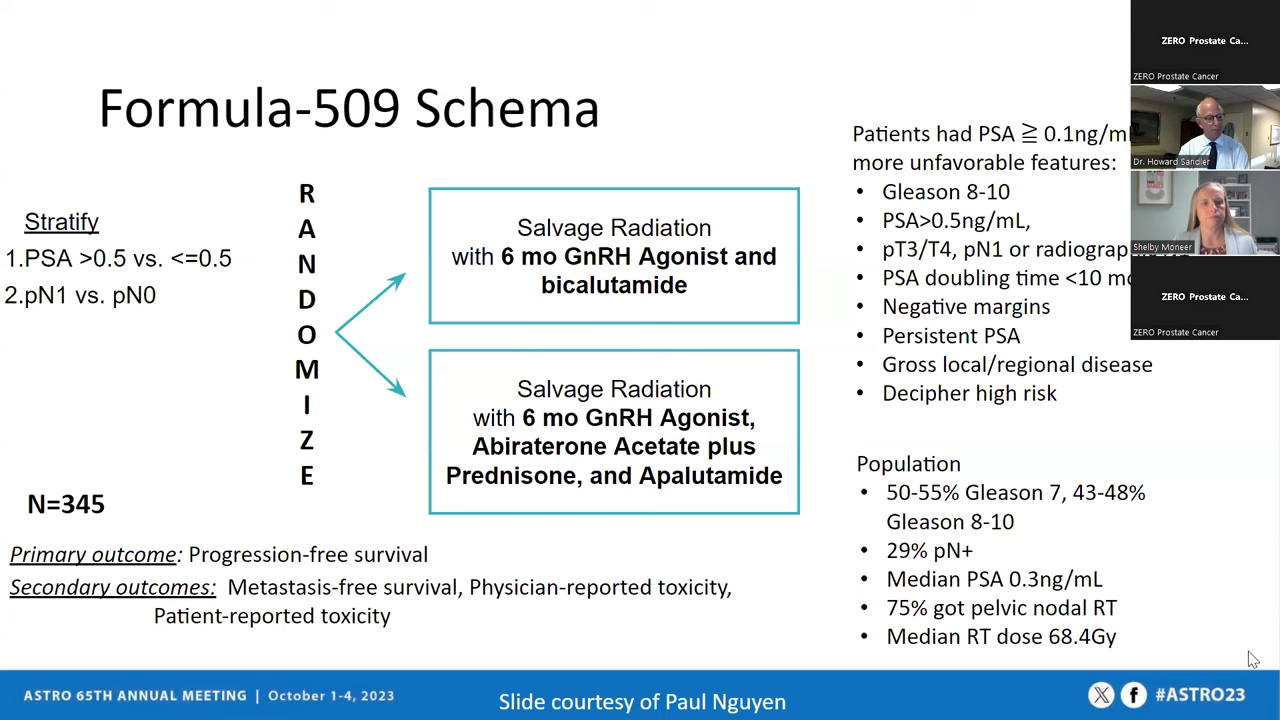 Formula-509 Schema
Stratify
1.PSA >0.5 vs. <=0.5
2.pN1 vs. pN0
R
A
N
D
O
M
I
Z
E
Salvage Radiation
with 6 mo GnRH Agonist and
bicalutamide
Salvage Radiation
with 6 mo GnRH Agonist,
Abiraterone Acetate plus
Prednisone, and Apalutamide
N=345
Primary outcome: Progression-free survival
Secondary outcomes: Metastasis-free survival, Physician-reported toxicity,
Patient-reported toxicity
Patients had PSA ≧ 0.1ng/m
more unfavorable features:
• Gleason 8-10
• PSA>0.5ng/mL,
• pT3/T4, pN1 or radiograph
• PSA doubling time <10 mo
• Negative margins
• Persistent PSA
• Gross local/regional disease
• Decipher high risk
Population
• 50-55% Gleason 7, 43-48%
Gleason 8-10
• 29% pN+
• Median PSA 0.3ng/mL
• 75% got pelvic nodal RT
• Median RT dose 68.4Gy
ZERO Prostate Ca...
ZERO Prostate Cancer
Dr. Howard Sandler
Shelby Moneer
ZERO Prostate Ca...
ZERO Prostate Cancer
ASTRO 65TH ANNUAL MEETING | October 1-4, 2023
Slide courtesy of Paul Nguyen
#ASTRO23